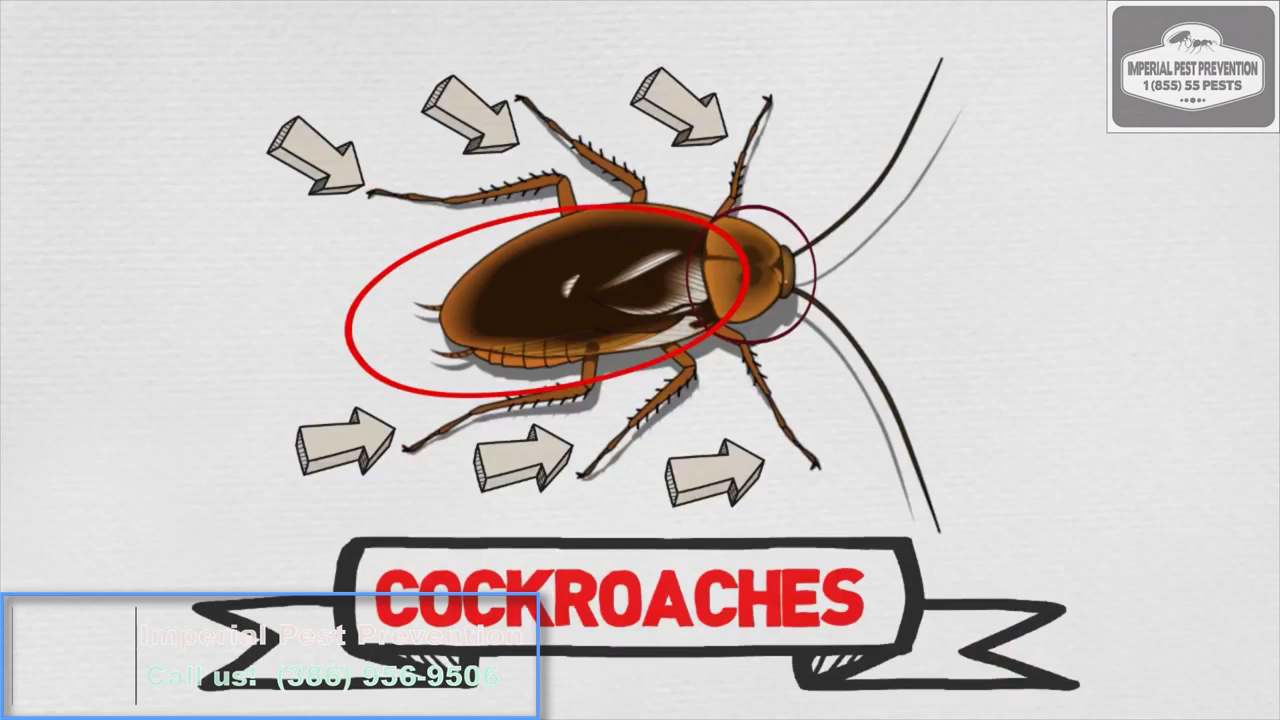 IMPERIAL PEST PREVENTION
1 (855) 55 PESTS
COCKROACHES
Imperial Pest Prevention
Call us! (386) 956-9506